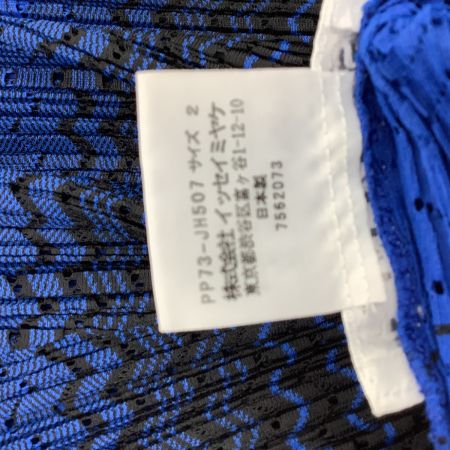 PP73-JH507 サイズ 2
株式会社 イッセイミヤケ
東京都渋谷区富ヶ谷1-12-10
日本製
7562073